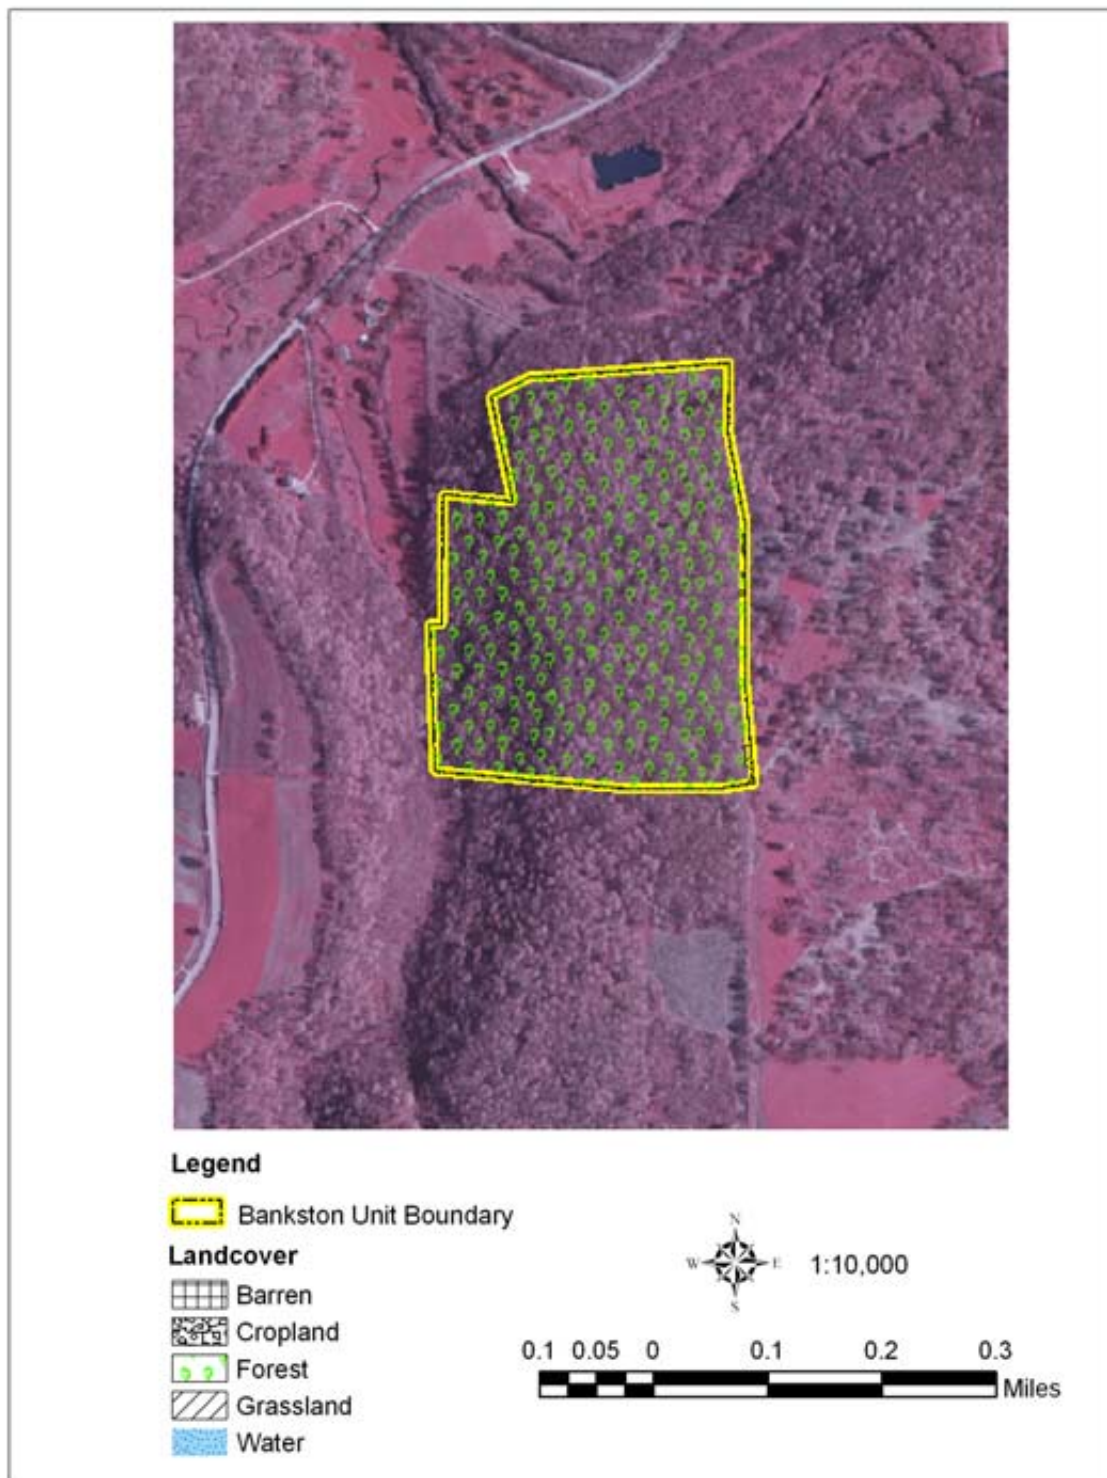 Legend
Bankston Unit Boundary
Landcover
Barren
Cropland
Forest
Grassland
Water
N
W E
S
1:10,000
0.1 0.05 0 0.1 0.2 0.3
Miles